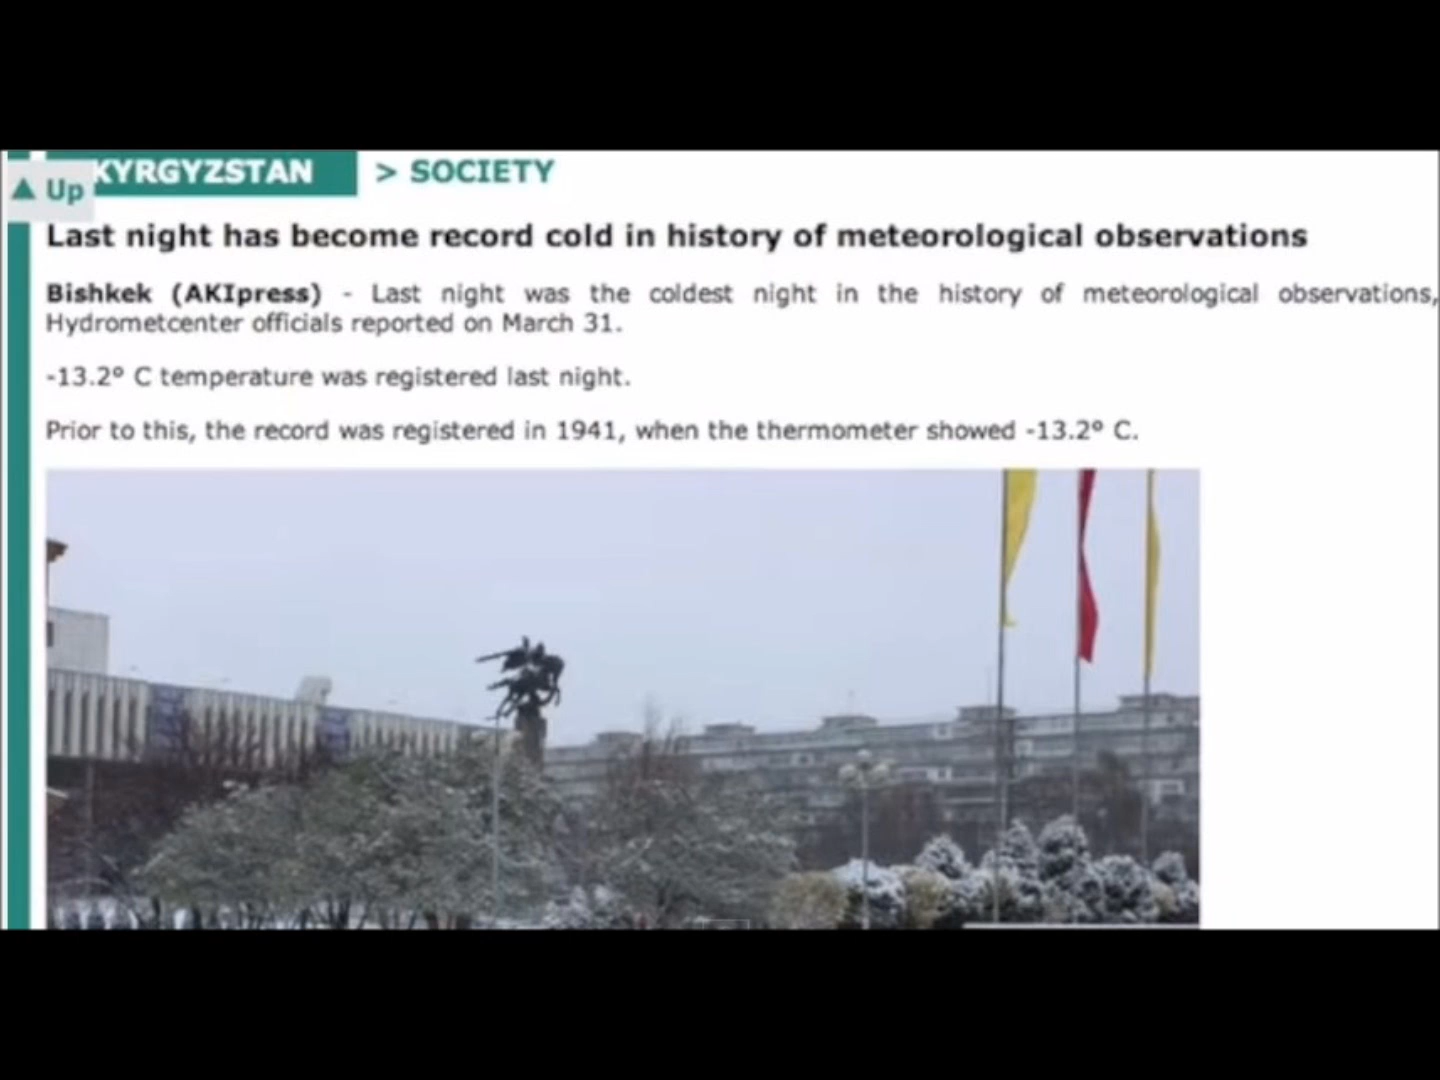 KYRGYZSTAN > SOCIETY
▲ Up
Last night has become record cold in history of meteorological observations
Bishkek (AKIpress) - Last night was the coldest night in the history of meteorological observations,
Hydrometcenter officials reported on March 31.
-13.2° C temperature was registered last night.
Prior to this, the record was registered in 1941, when the thermometer showed -13.2° C.